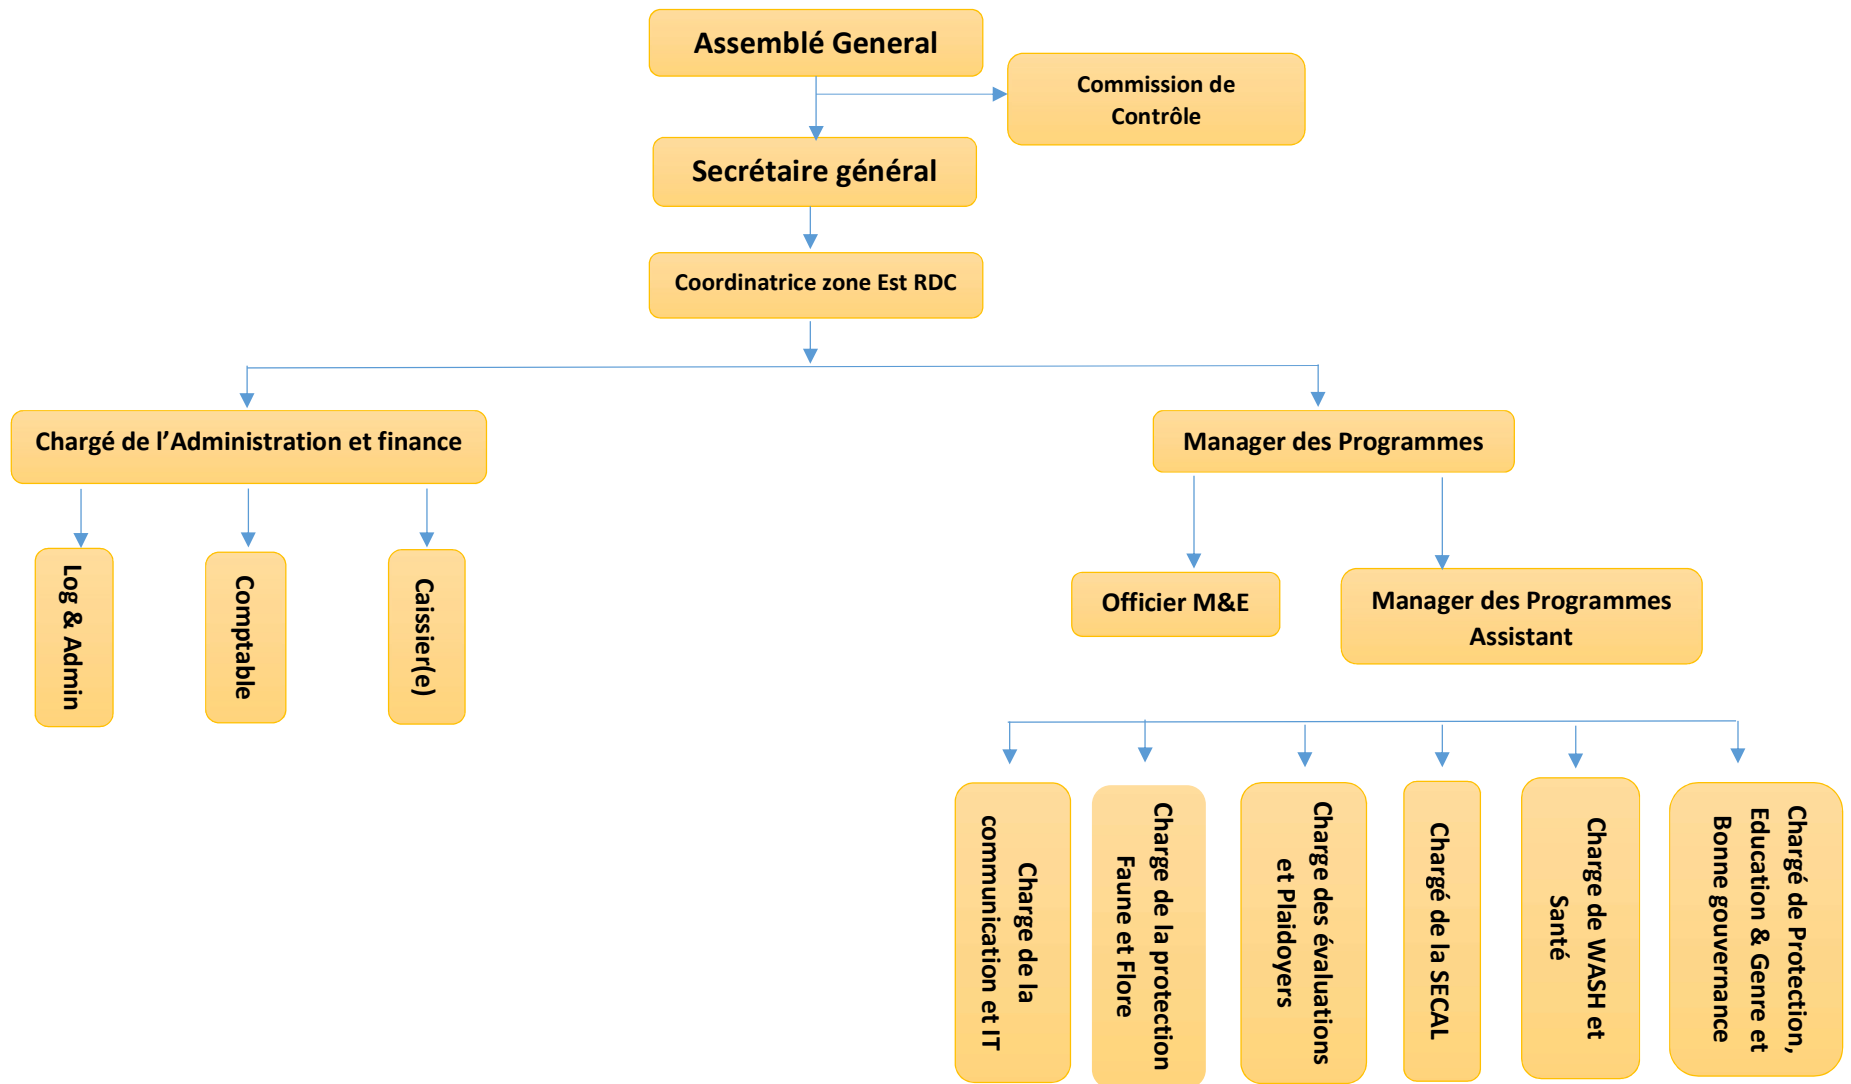 Assemblé General
Commission de
Contrôle
Secrétaire général
Coordinatrice zone Est RDC
Chargé de l’Administration et finance
Manager des Programmes
Log & Admin
Comptable
Caissier(e)
Officier M&E
Manager des Programmes
Assistant
Charge de la
communication et IT
Charge de la protection
Faune et Flore
Charge des évaluations
et Plaidoyers
Chargé de la SECAL
Charge de WASH et
Santé
Chargé de Protection,
Education & Genre et
Bonne gouvernance